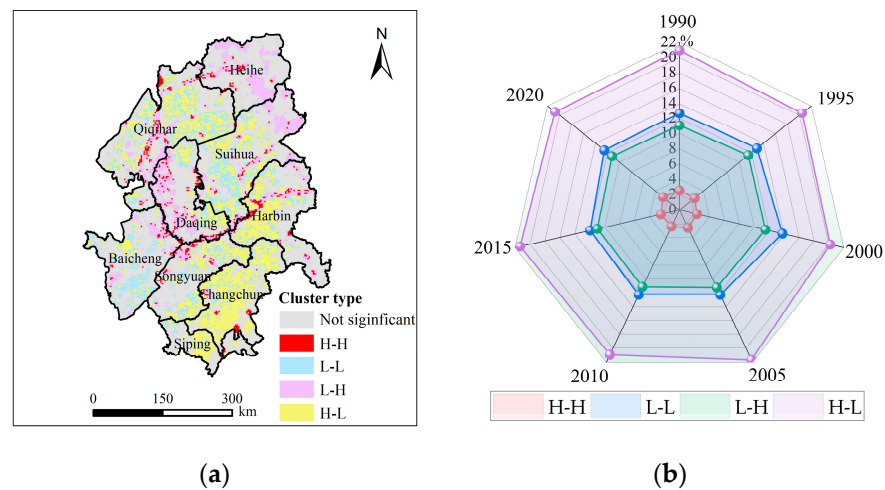 N
Heihe
Qiqihar
Suihua
Harbin
Daqing
Baicheng
Songyuan
Changchun
Siping
Cluster type
Not siginficant
H-H
L-L
L-H
H-L
0 150 300
km
(a)
1990
22 %
20
18
16
14
12
10
8
6
4
2
0
1995
2000
2005
2010
2015
2020
H-H L-L L-H H-L
(b)